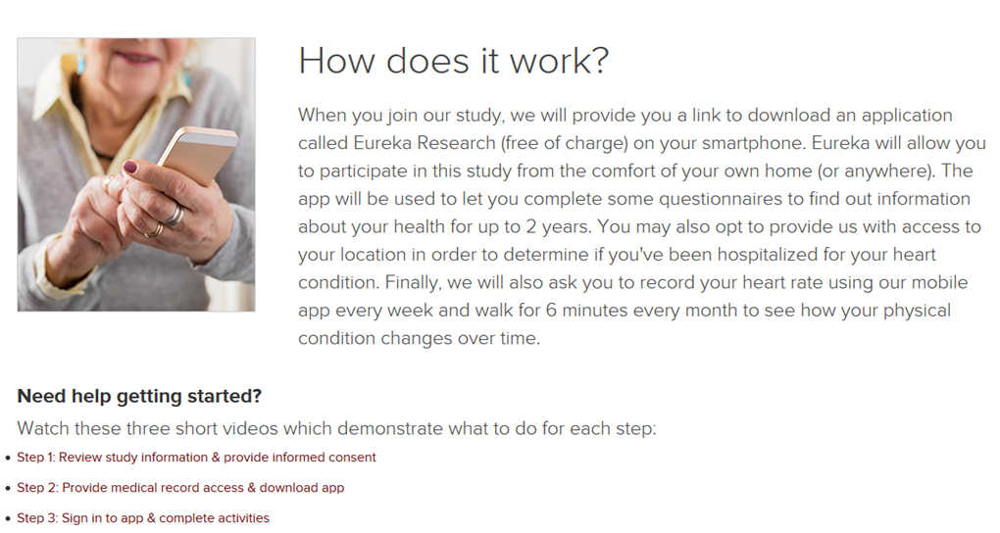 How does it work?
When you join our study, we will provide you a link to download an application
called Eureka Research (free of charge) on your smartphone. Eureka will allow you
to participate in this study from the comfort of your own home (or anywhere). The
app will be used to let you complete some questionnaires to find out information
about your health for up to 2 years. You may also opt to provide us with access to
your location in order to determine if you've been hospitalized for your heart
condition. Finally, we will also ask you to record your heart rate using our mobile
app every week and walk for 6 minutes every month to see how your physical
condition changes over time.
Need help getting started?
Watch these three short videos which demonstrate what to do for each step:
• Step 1: Review study information & provide informed consent
• Step 2: Provide medical record access & download app
• Step 3: Sign in to app & complete activities